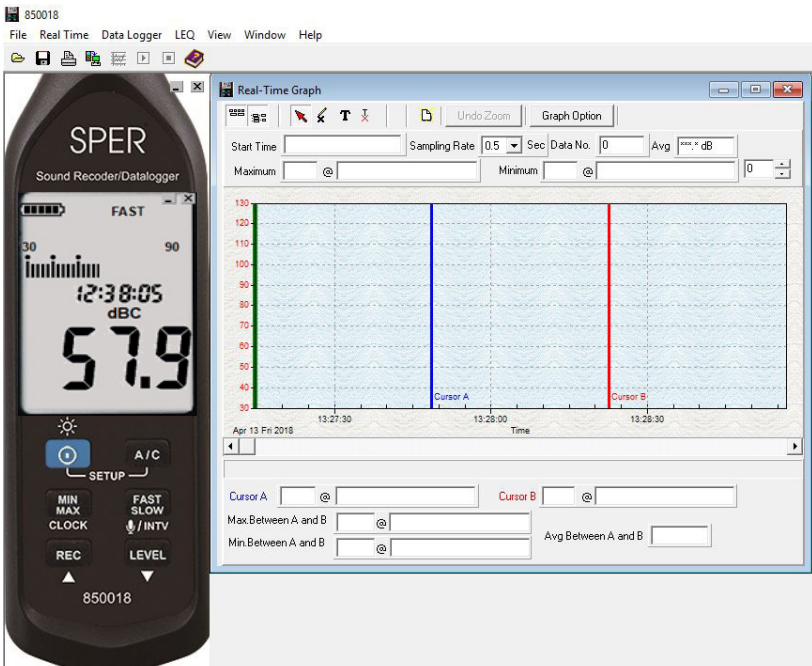 850018
File Real Time Data Logger LEQ View Window Help
SPER
Sound Recoder/Datalogger
FAST
30 90
12:38:05
dBC
57.9
A/C
SETUP
MIN MAX
FAST SLOW
CLOCK
/ INTV
REC
LEVEL
850018
Real-Time Graph
T
Undo Zoom
Graph Option
Start Time
Sampling Rate 0.5 Sec Data No. 0 Avg ***.* dB
Maximum @ Minimum @ 0
130
120
110
100
90
80
70
60
50
40
30
Cursor A
Cursor B
13:27:30 13:28:00 13:28:30
Apr 13 Fri 2018
Time
Cursor A @ Cursor B @
Max.Between A and B @
Min.Between A and B @
Avg Between A and B